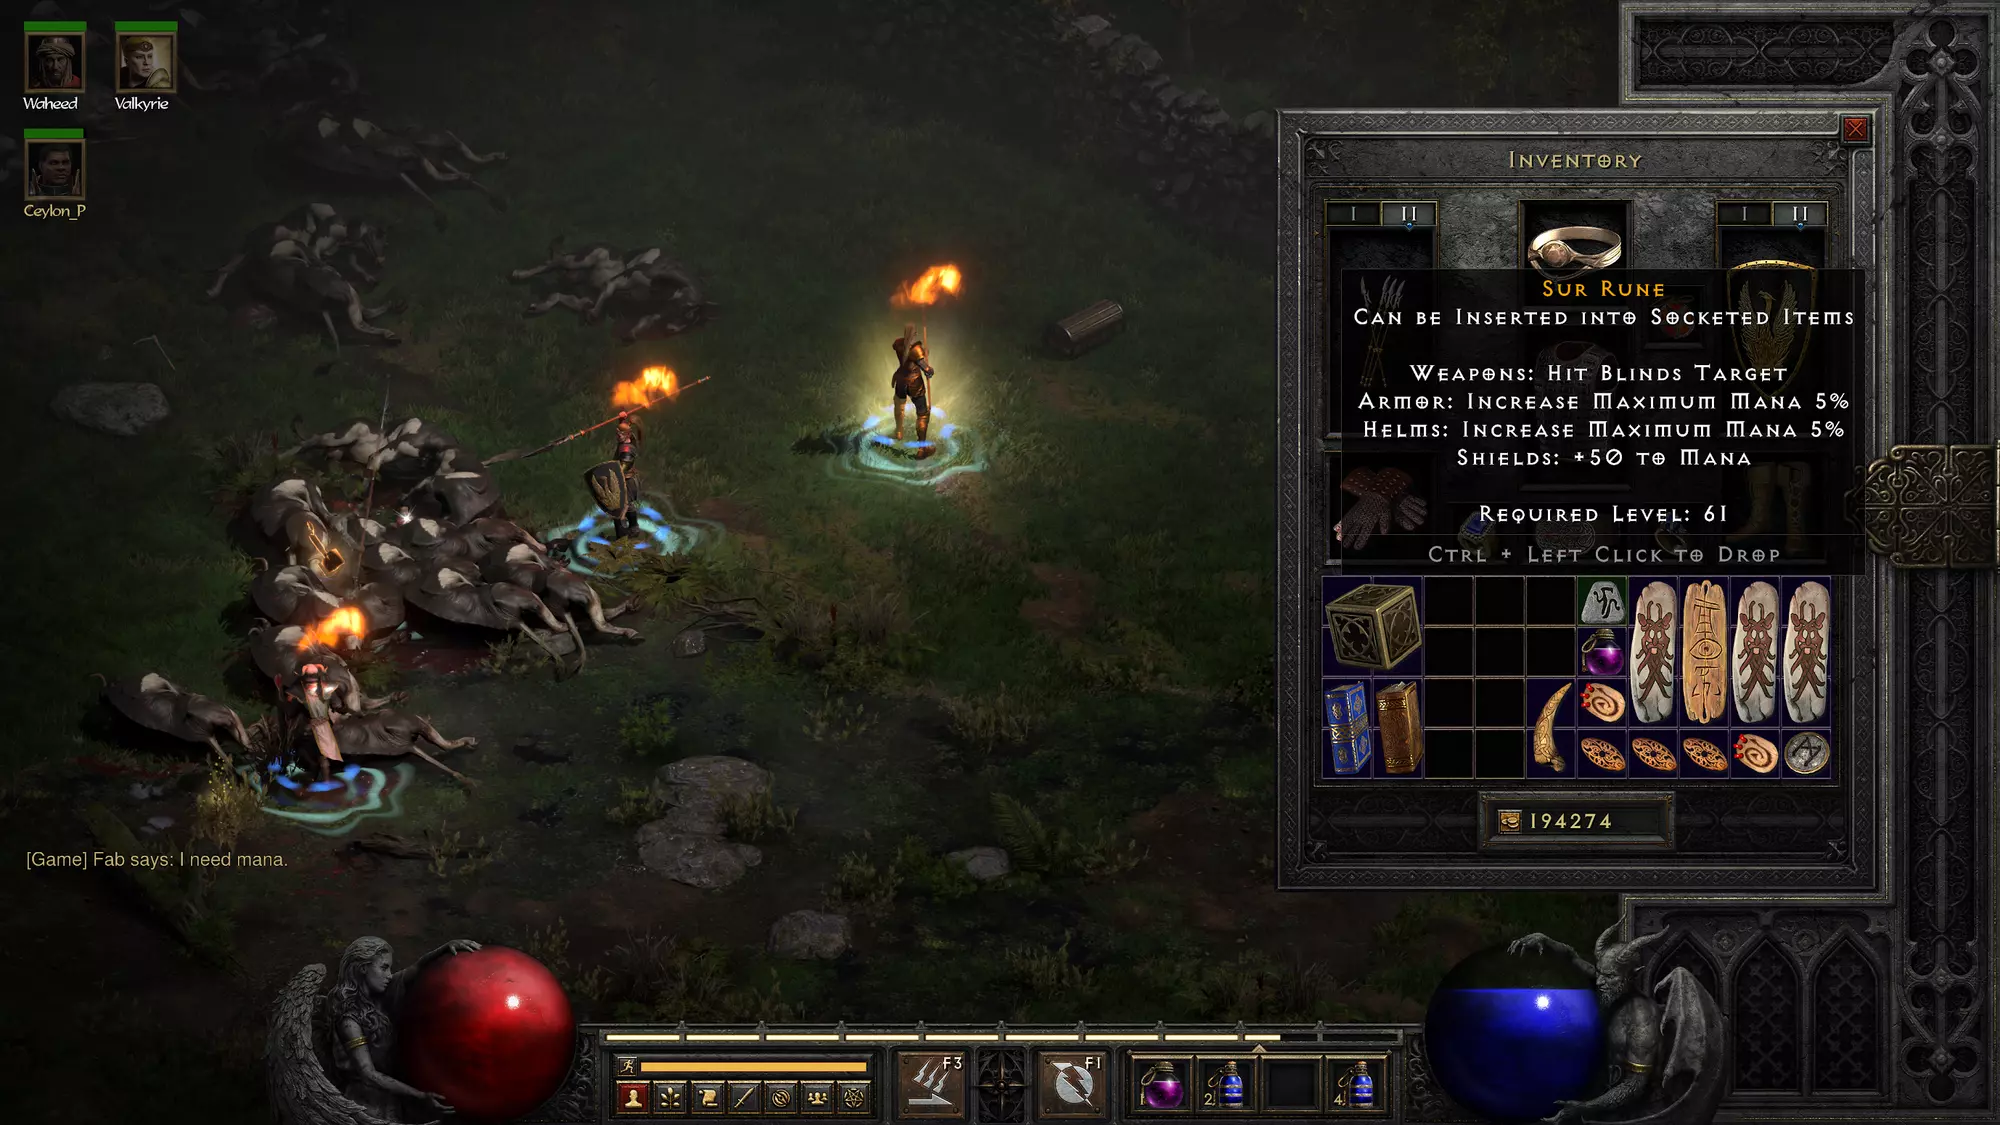 Waheed
Valkyrie
Ceylon_P
Inventory
I
II
I
II
Sur Rune
Can be Inserted into Socketed Items
Weapons: Hit Blinds Target
Armor: Increase Maximum Mana 5%
Helms: Increase Maximum Mana 5%
Shields: +50 to Mana
Required Level: 61
Ctrl + Left Click to Drop
194274
[Game] Fab says: I need mana.
F3
F1
1
2
4